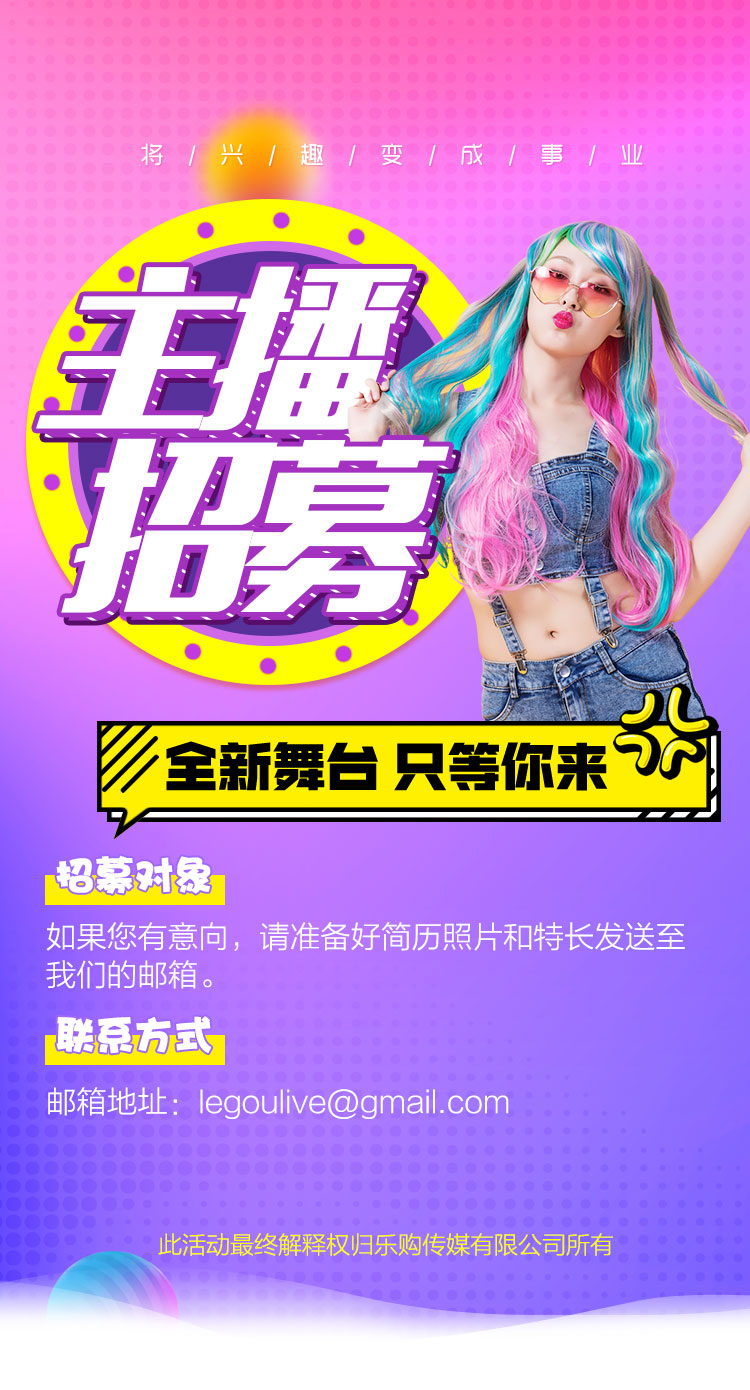 将/兴/趣/变/成/事/业
主播
招募
全新舞台 只等你来
招募对象
如果您有意向，请准备好简历照片和特长发送至
我们的邮箱。
联系方式
邮箱地址：legoulive@gmail.com
此活动最终解释权归乐购传媒有限公司所有